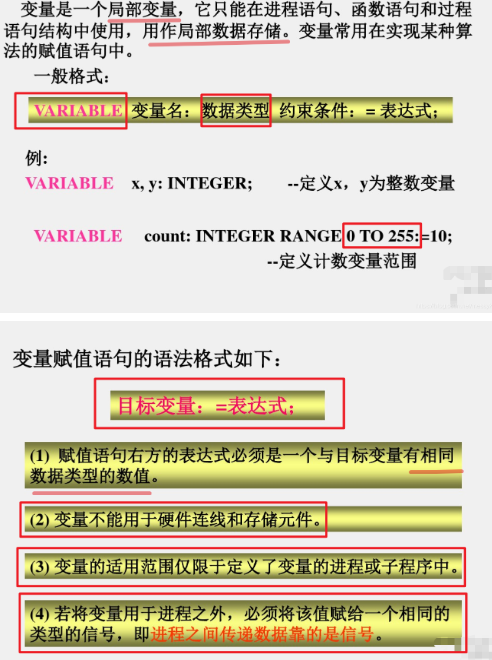 变量是一个局部变量，它只能在进程语句、函数语句和过程
语句结构中使用，用作局部数据存储。变量常用在实现某种算
法的赋值语句中。
一般格式：
VARIABLE 变量名：数据类型 约束条件：= 表达式；
例：
VARIABLE x, y: INTEGER; --定义x，y为整数变量
VARIABLE count: INTEGER RANGE 0 TO 255:=10;
--定义计数变量范围
变量赋值语句的语法格式如下：
目标变量：=表达式；
(1) 赋值语句右方的表达式必须是一个与目标变量有相同
数据类型的数值。
(2) 变量不能用于硬件连线和存储元件。
(3) 变量的适用范围仅限于定义了变量的进程或子程序中。
(4) 若将变量用于进程之外，必须将该值赋给一个相同的
类型的信号，即进程之间传递数据靠的是信号。